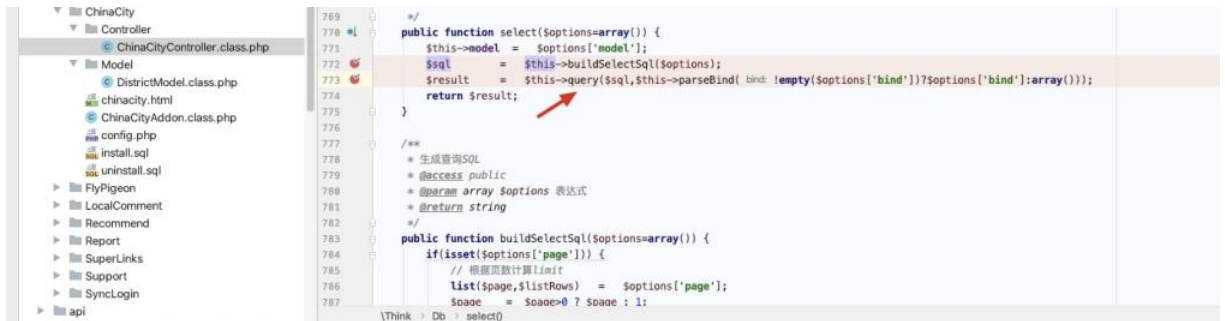 ChinaCity
Controller
ChinaCityController.class.php
Model
DistrictModel.class.php
chinacity.html
ChinaCityAddon.class.php
config.php
install.sql
uninstall.sql
FlyPigeon
LocalComment
Recommend
Report
SuperLinks
Support
SyncLogin
api
769 */
770 public function select($options=array()) {
771 $this->model = $options['model'];
772 $sql = $this->buildSelectSql($options);
773 $result = $this->query($sql,$this->parseBind( bind: !empty($options['bind'])?$options['bind']:array()));
774 return $result;
775 }
776
777 /**
778 * 生成查询SQL
779 * @access public
780 * @param array $options 表达式
781 * @return string
782 */
783 public function buildSelectSql($options=array()) {
784 if(isset($options['page'])) {
785 // 根据页数计算limit
786 list($page,$listRows) = $options['page'];
787 $page = $page>0 ? $page : 1;
\Think › Db › select()